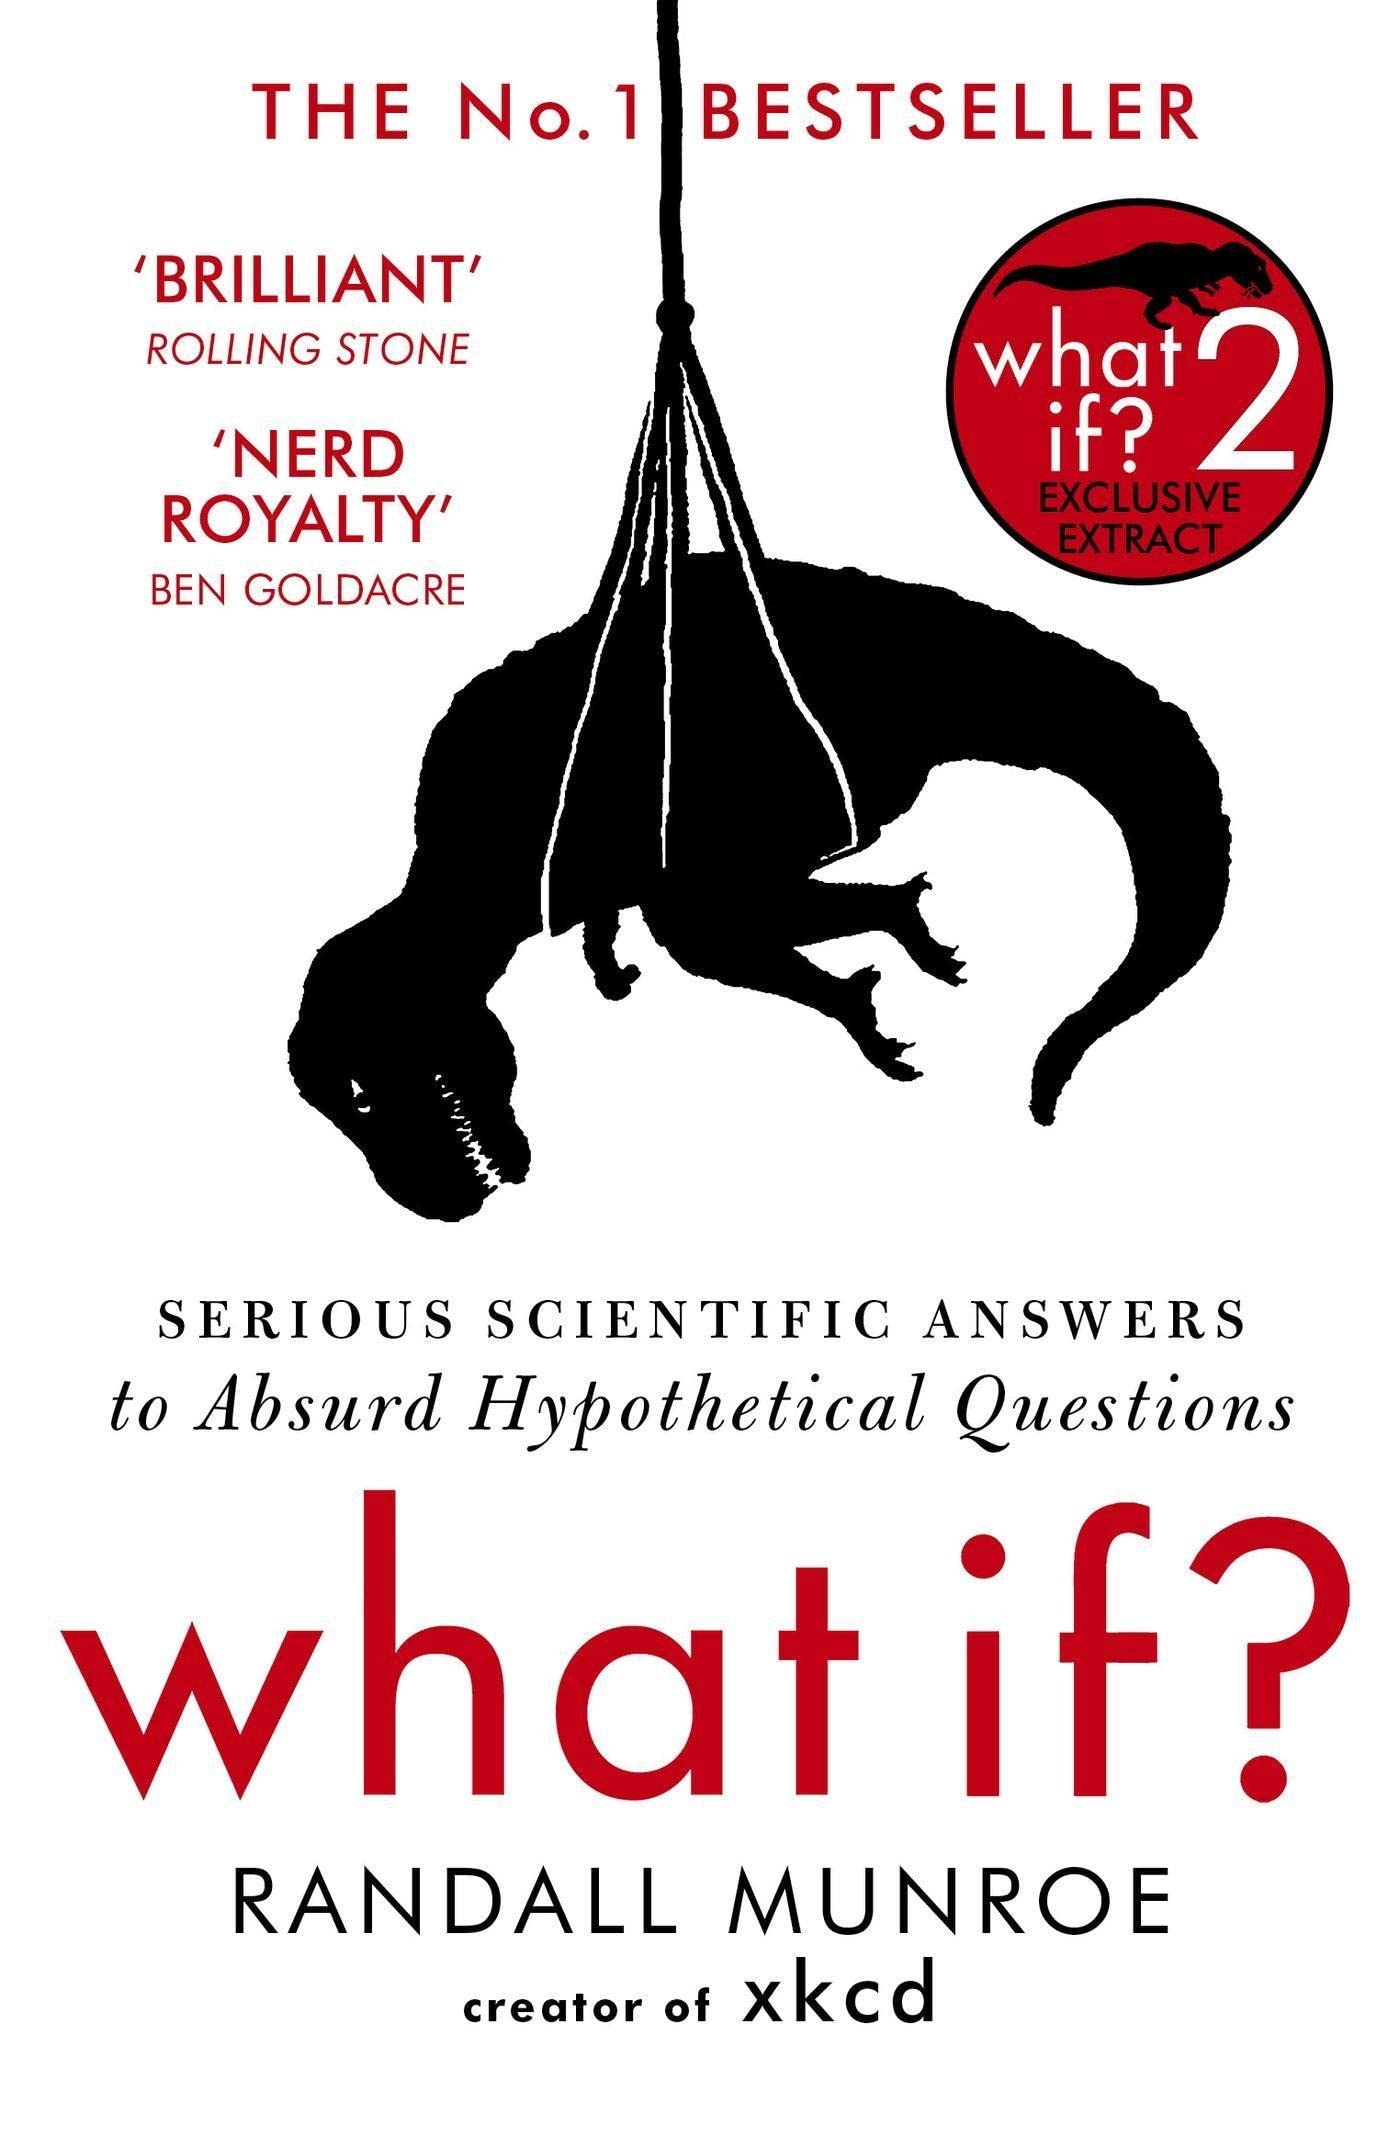 THE No.1 BESTSELLER
‘BRILLIANT’
ROLLING STONE
‘NERD
ROYALTY’
BEN GOLDACRE
what
if? 2
EXCLUSIVE
EXTRACT
SERIOUS SCIENTIFIC ANSWERS
to Absurd Hypothetical Questions
what if?
RANDALL MUNROE
creator of xkcd